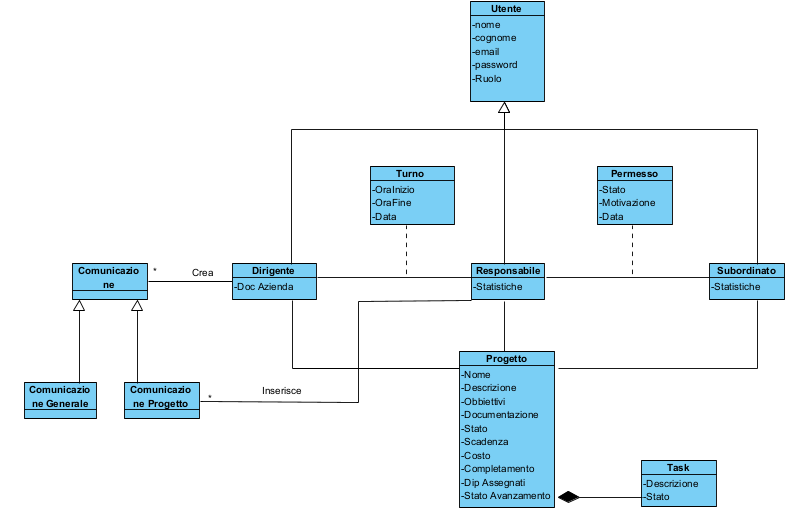 Utente
-nome
-cognome
-email
-password
-Ruolo
Turno
-OraInizio
-OraFine
-Data
Permesso
-Stato
-Motivazione
-Data
Comunicazio
ne
*
Crea
Dirigente
-Doc Azienda
Responsabile
-Statistiche
Subordinato
-Statistiche
Comunicazio
ne Generale
Comunicazio
ne Progetto
*
Inserisce
Progetto
-Nome
-Descrizione
-Obbiettivi
-Documentazione
-Stato
-Scadenza
-Costo
-Completamento
-Dip Assegnati
-Stato Avanzamento
Task
-Descrizione
-Stato